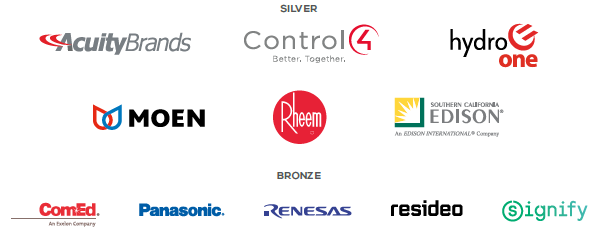 SILVER
AcuityBrands
Control4
Better. Together.
hydro
one
MOEN
Rheem
SOUTHERN CALIFORNIA
EDISON®
An EDISON INTERNATIONAL® Company
BRONZE
ComEd.
An Exelon Company
Panasonic.
RENESAS
resideo
Signify